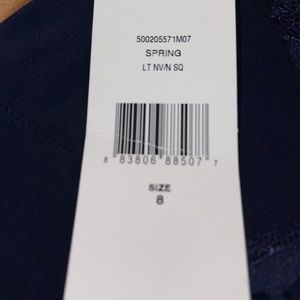 500205571M07
SPRING
LT NV/N SQ
8 83806 88507 7
SIZE
8